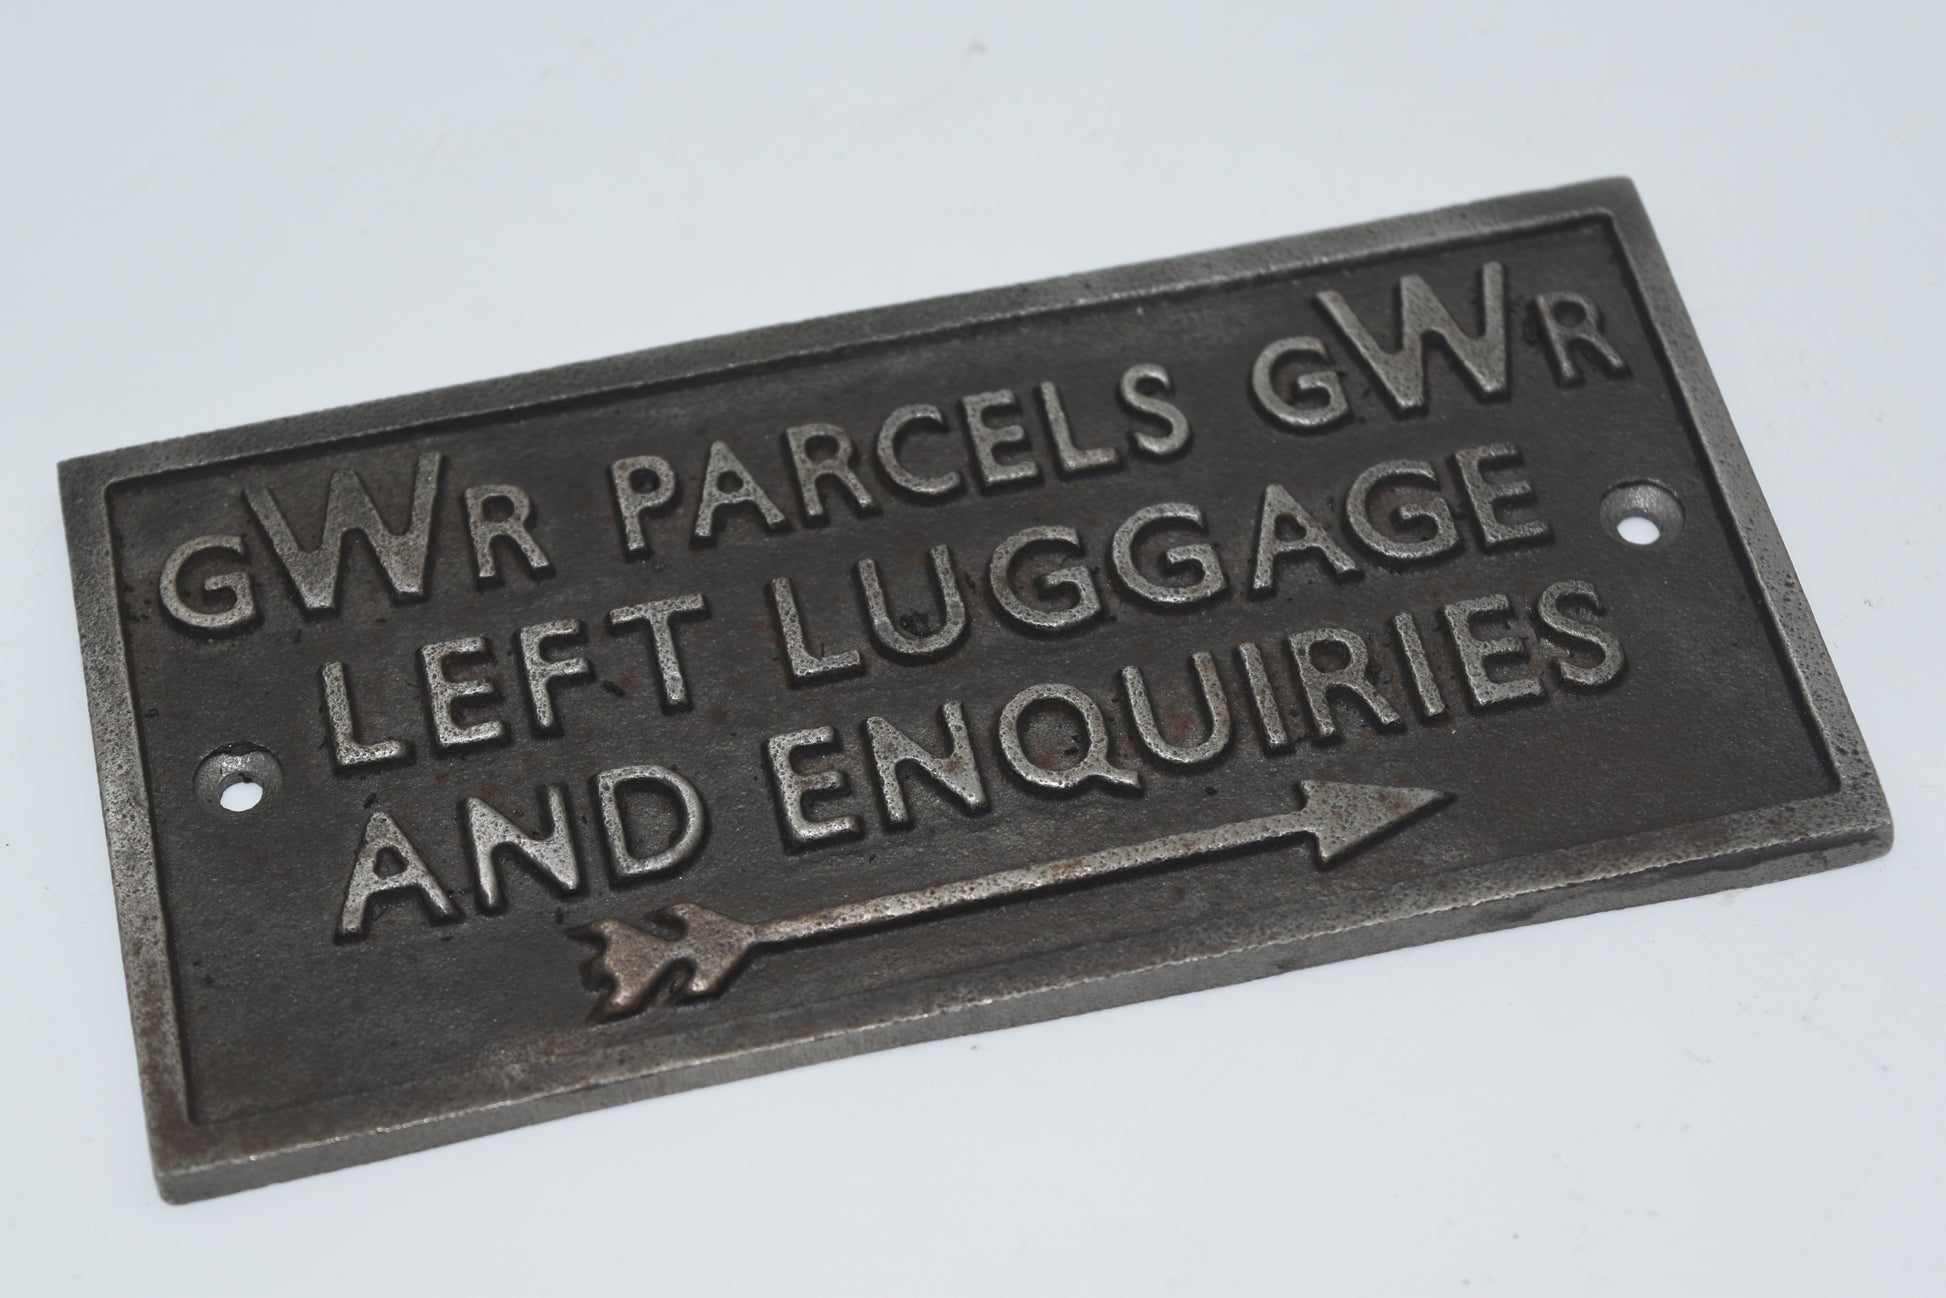 GWR PARCELS GWR
LEFT LUGGAGE
AND ENQUIRIES